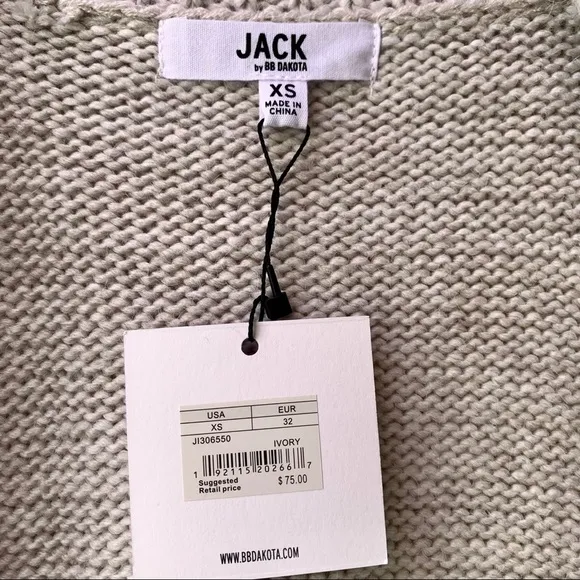 JACK
by BB DAKOTA
XS
MADE IN
CHINA
USA EUR
XS 32
JI306550
IVORY
1 92115 20266 7
Suggested
Retail price $ 75.00
WWW.BBDAKOTA.COM